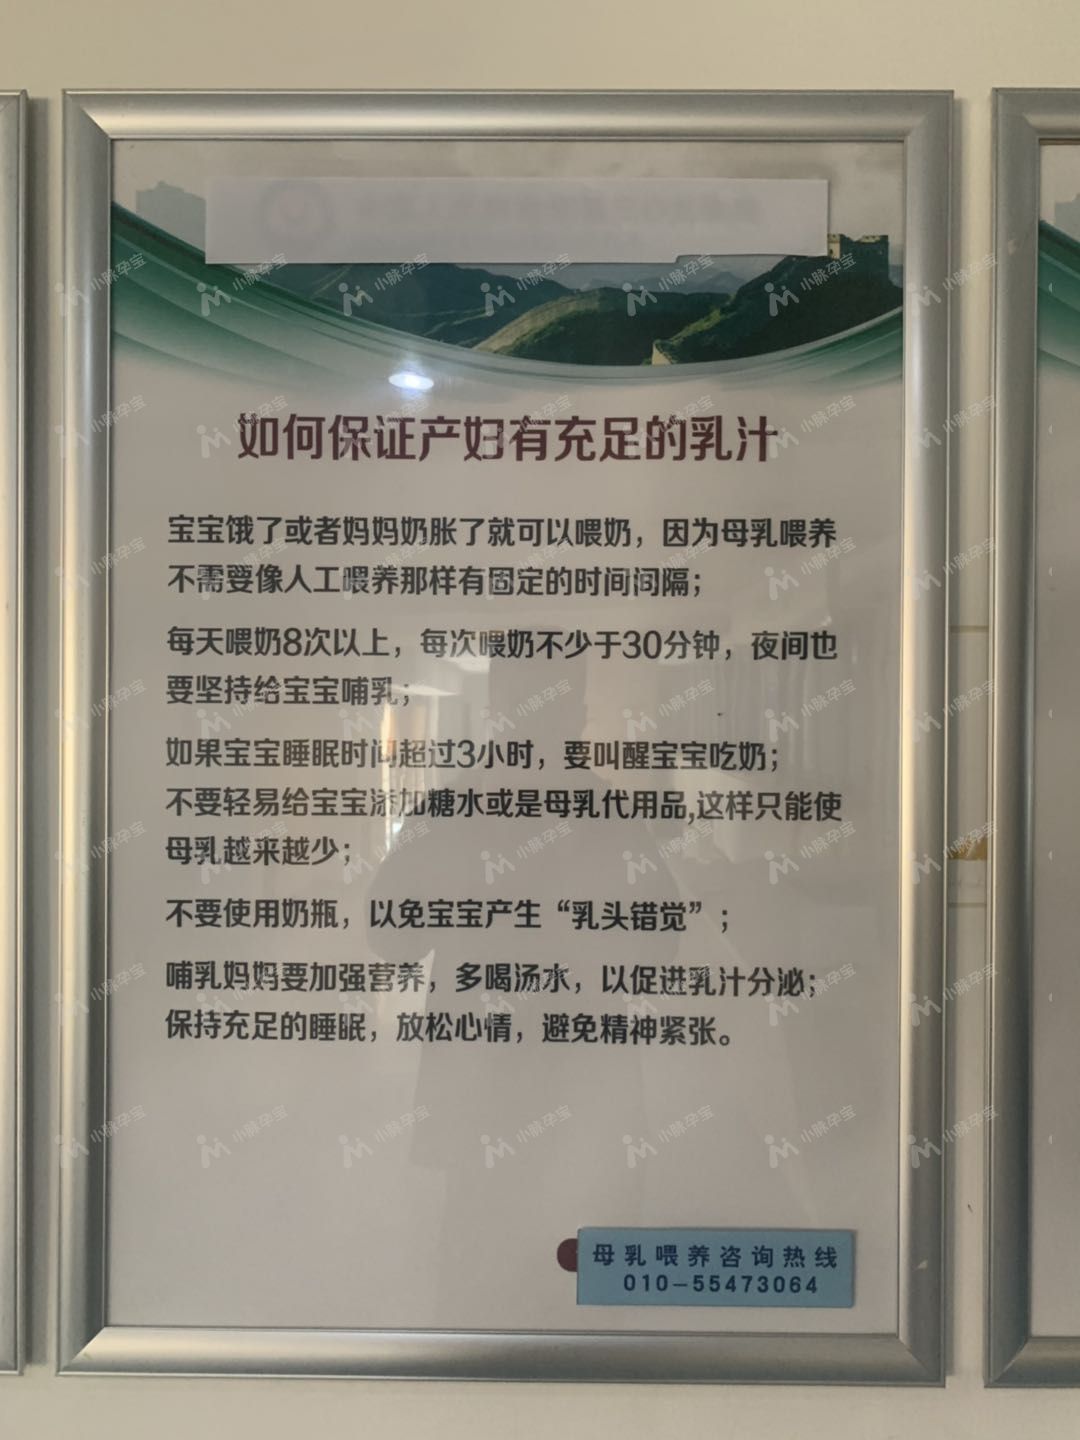 如何保证产妇有充足的乳汁
宝宝饿了或者妈妈奶胀了就可以喂奶，因为母乳喂养
不需要像人工喂养那样有固定的时间间隔；
每天喂奶8次以上，每次喂奶不少于30分钟，夜间也
要坚持给宝宝哺乳；
如果宝宝睡眠时间超过3小时，要叫醒宝宝吃奶；
不要轻易给宝宝添加糖水或是母乳代用品,这样只能使
母乳越来越少；
不要使用奶瓶，以免宝宝产生“乳头错觉”；
哺乳妈妈要加强营养，多喝汤水，以促进乳汁分泌；
保持充足的睡眠，放松心情，避免精神紧张。
母乳喂养咨询热线
010-55473064
小脉孕宝